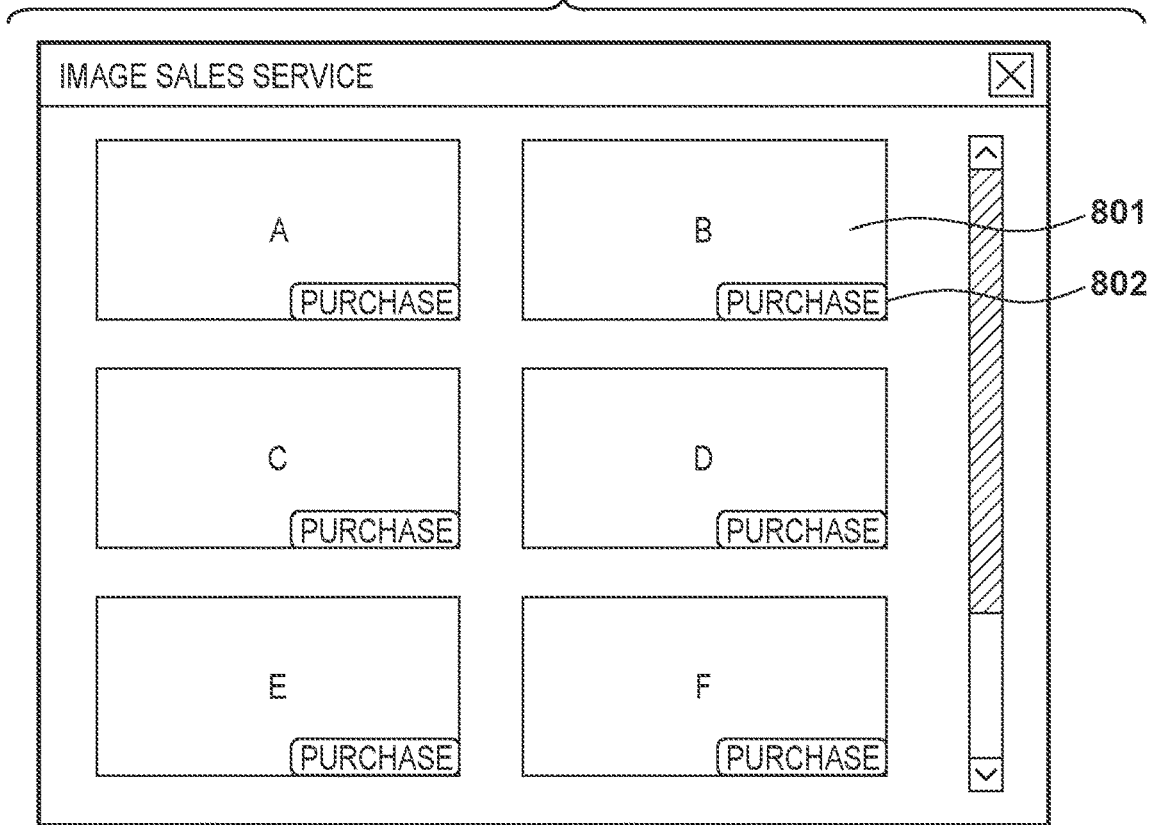 IMAGE SALES SERVICE
A
B
801
PURCHASE
PURCHASE
802
C
D
PURCHASE
PURCHASE
E
F
PURCHASE
PURCHASE